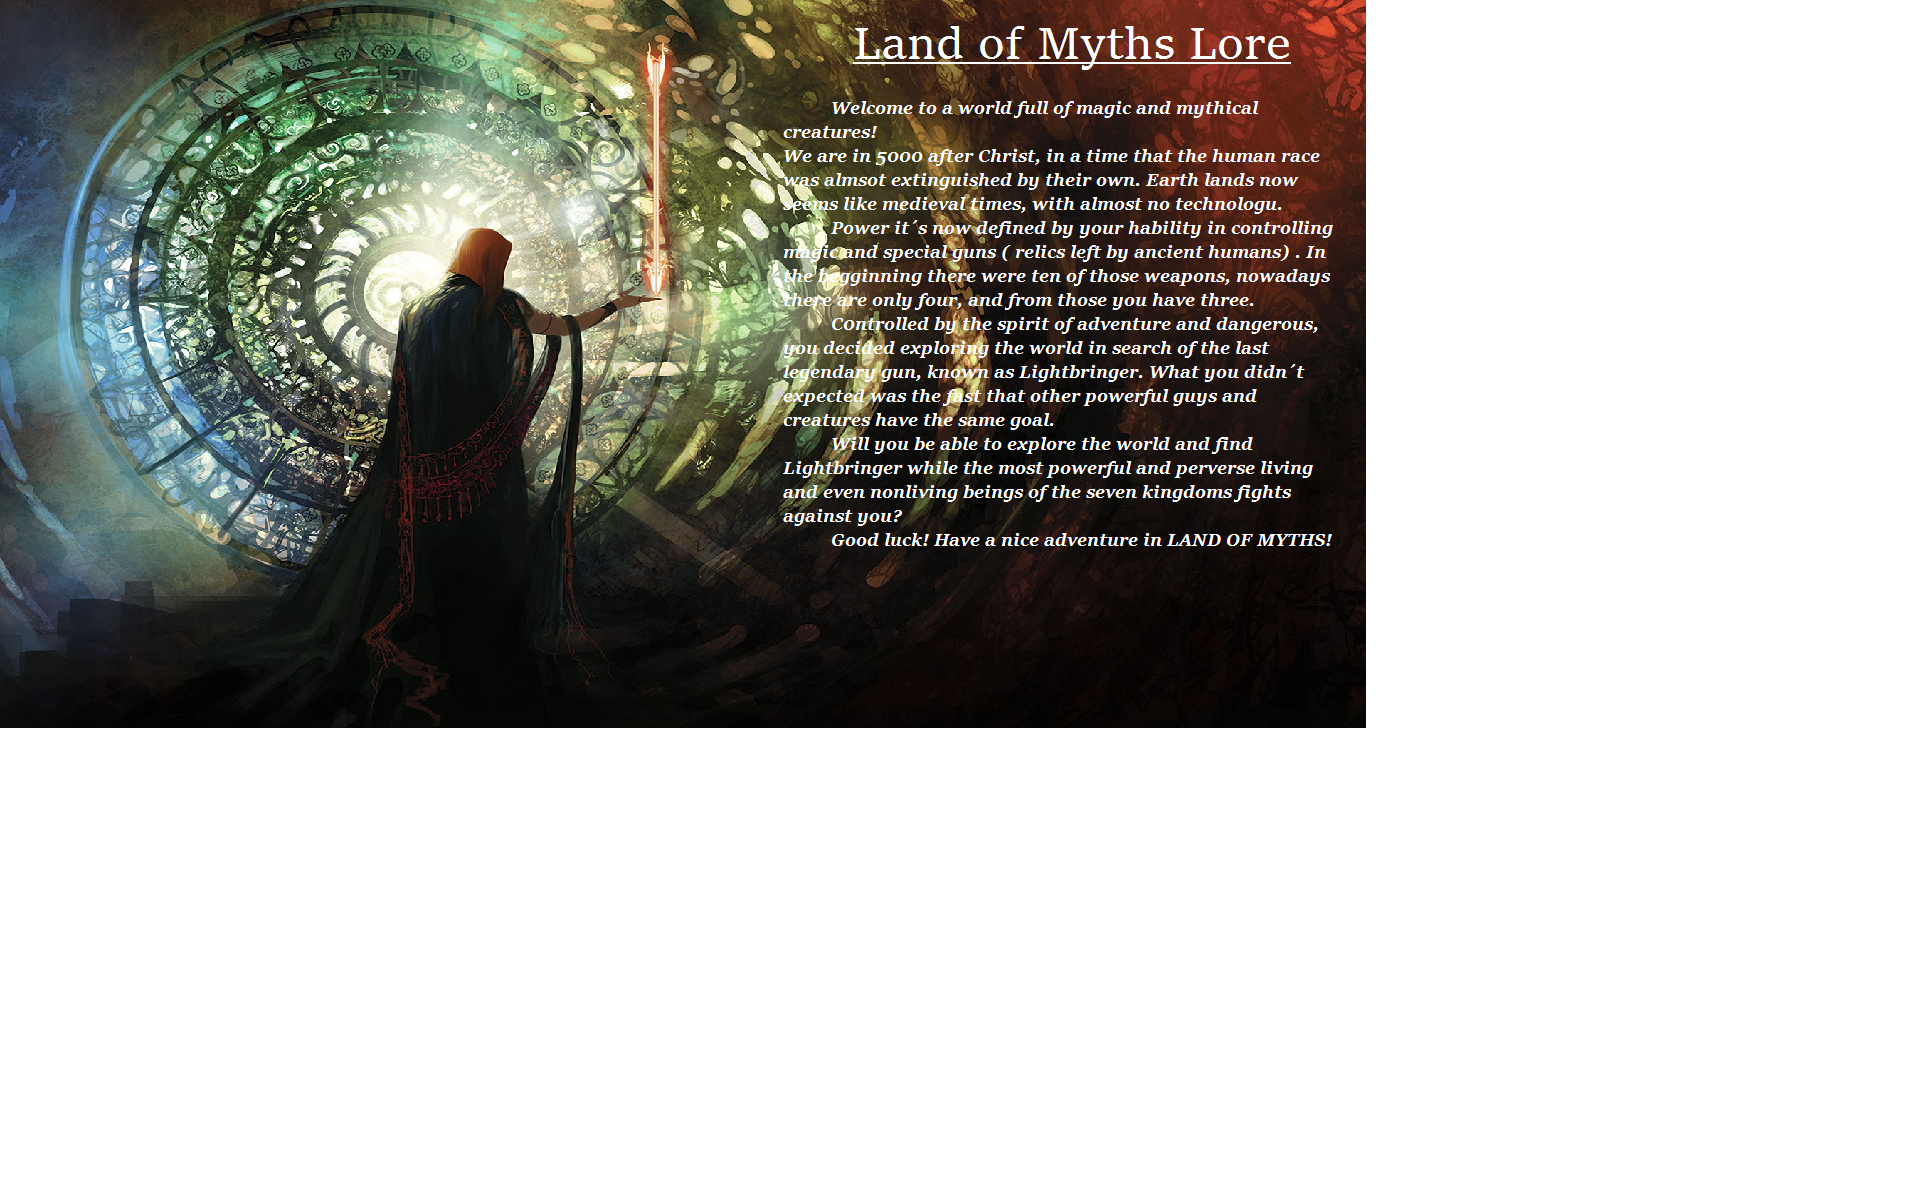 Land of Myths Lore
Welcome to a world full of magic and mythical
creatures!
We are in 5000 after Christ, in a time that the human race
was almsot extinguished by their own. Earth lands now
seems like medieval times, with almost no technologu.
Power it´s now defined by your hability in controlling
magic and special guns ( relics left by ancient humans) . In
the begginning there were ten of those weapons, nowadays
there are only four, and from those you have three.
C0ntrolled by the spirit of adventure and dangerous,
you decided exploring the world in search of the last
legendary gun, known as Lightbringer. What you didn´t
expected was the fast that other powerful guys and
creatures have the same goal.
Will you be able to explore the world and find
Lightbringer while the most powerful and perverse living
and even nonliving beings of the seven kingdoms fights
against you?
Good luck! Have a nice adventure in LAND OF MYTHS!